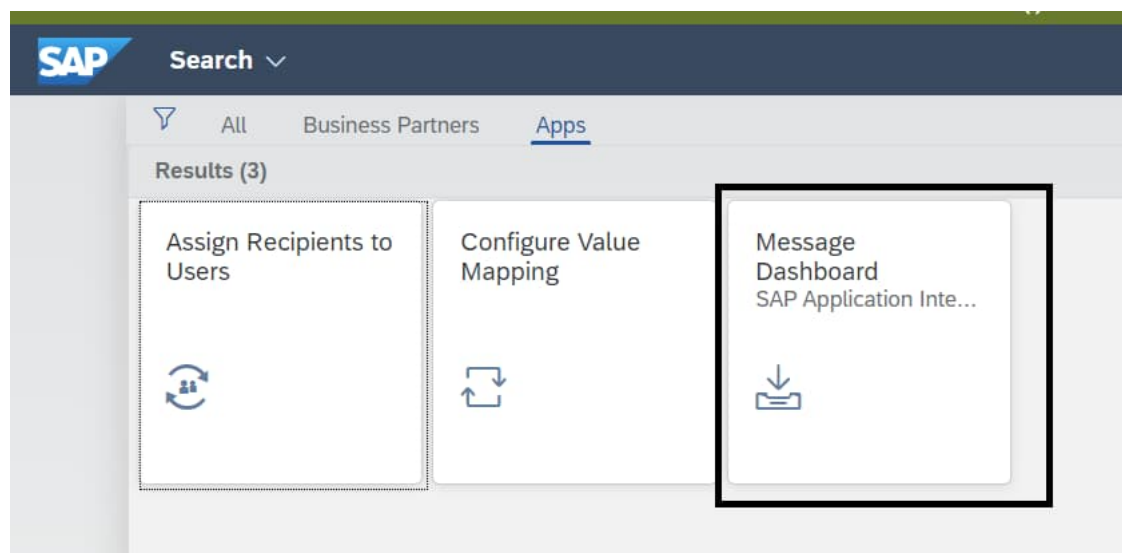 SAP Search
All Business Partners Apps
Results (3)
Assign Recipients to
Users
Configure Value
Mapping
Message
Dashboard
SAP Application Inte...